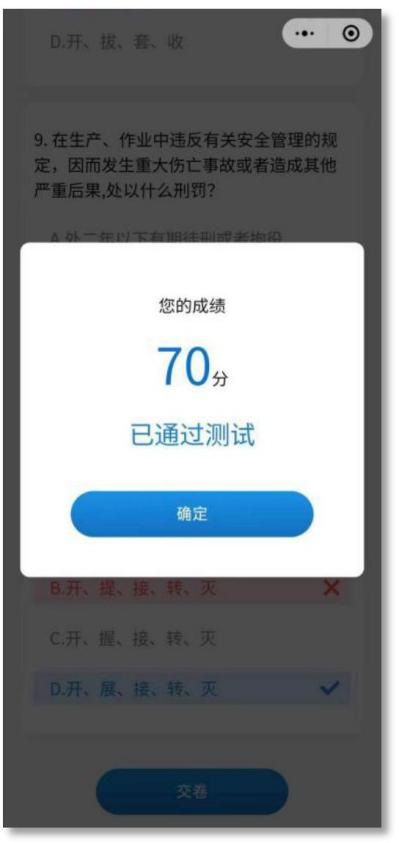 D.开、拔、套、收
9.在生产、作业中违反有关安全管理的规
定，因而发生重大伤亡事故或者造成其他
严重后果,处以什么刑罚?
您的成绩
70分
已通过测试
确定
B.开、提、接、转、灭
C.开、握、接、转、灭
D.开、展、接、转、灭
交卷